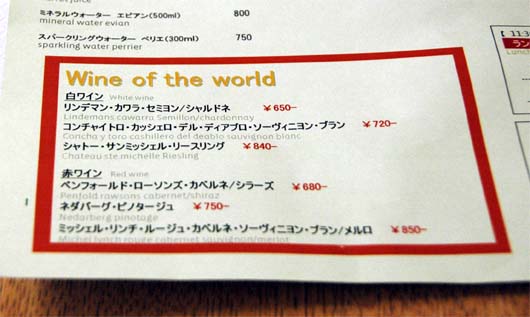 ミネラルウォーター エビアン(500ml) 800
mineral water evian
スパークリングウォーター ペリエ(300ml) 750
sparkling water perrier
Wine of the world
白ワイン White wine
リンデマン・カワラ・セミヨン/シャルドネ ¥650-
Lindemans cawarra Semillon/chardonnay
コンチャイトロ・カッシェロ・デル・ディアブロ・ソーヴィニヨン・ブラン ¥720-
Concha y toro cashillero del deablo sauvignon blanc
シャトー・サンミッシェル・リースリング ¥840-
Chateau ste.michelle Riesling
赤ワイン Red wine
ペンフォールド・ローソンズ・カベルネ/シラーズ ¥680-
Penfold rawsons cabernet/shiraz
ネダバーグ・ピノタージュ ¥750-
Nedarberg pinotage
ミッシェル・リンチ・ルージュ・カベルネ・ソーヴィニヨン・ブラン/メルロ ¥850-
Michel lynch rouge cabernet sauvignon/merlot
[ 11:3
ラン
Lunch